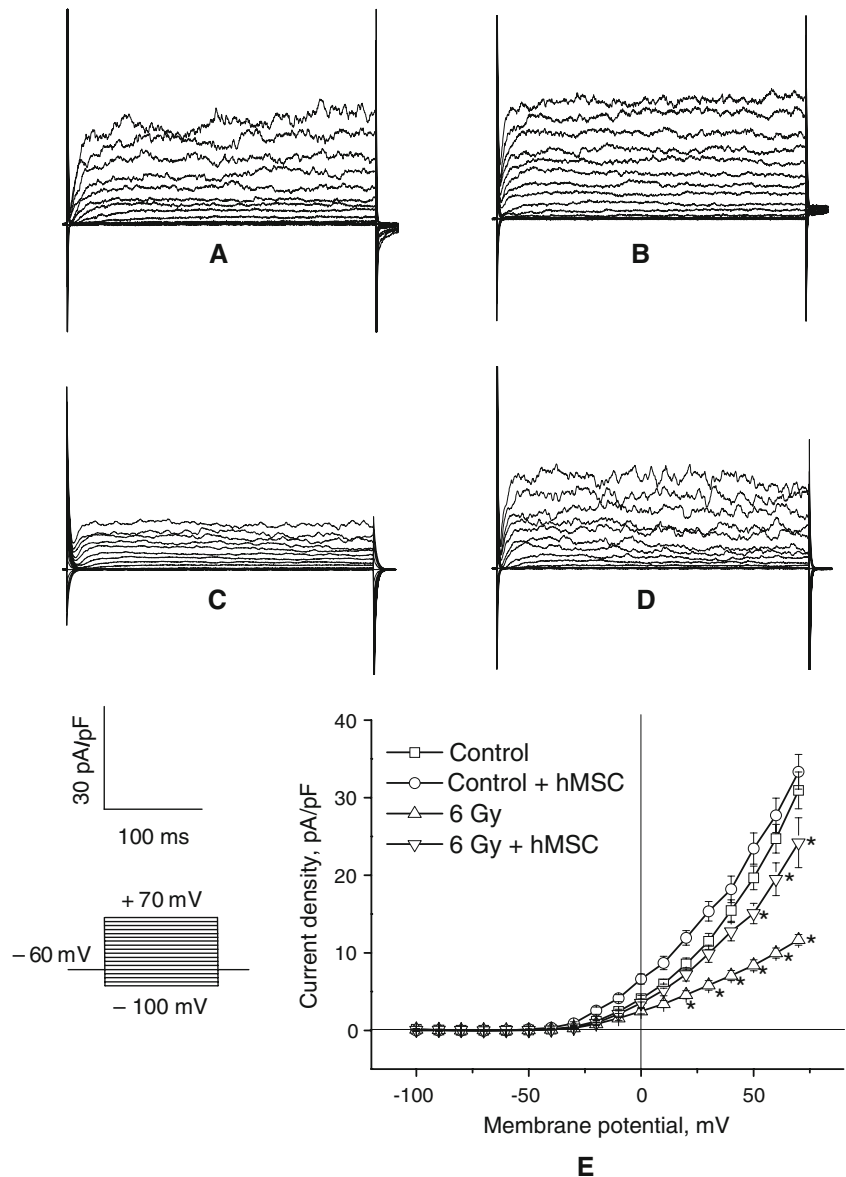 A
B
C
D
30 pA/pF
100 ms
+ 70 mV
– 60 mV
– 100 mV
Current density, pA/pF
40
30
20
10
0
Control
Control + hMSC
6 Gy
6 Gy + hMSC
* * * * * * * * *
-100 -50 0 50
Membrane potential, mV
E